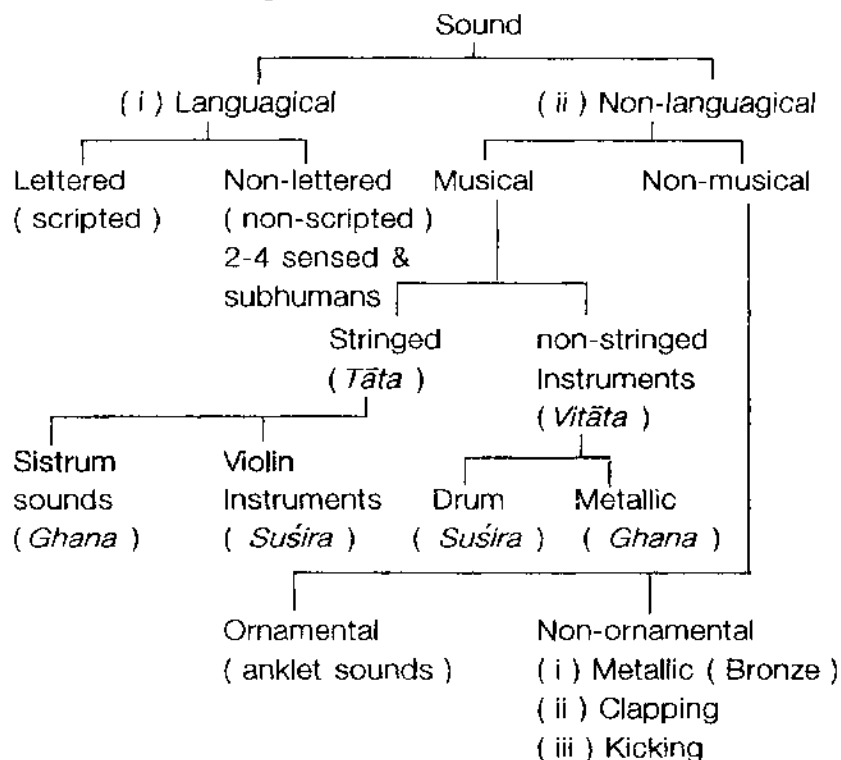 Sound
( i ) Languagical ( ii ) Non-languagical
Lettered Non-lettered Musical Non-musical
( scripted ) ( non-scripted )
2-4 sensed &
subhumans
Stringed non-stringed
( Tāta ) Instruments
( Vitāta )
Sistrum Violin
sounds Instruments Drum Metallic
( Ghana ) ( Suśira ) ( Suśira ) ( Ghana )
Ornamental Non-ornamental
( anklet sounds ) ( i ) Metallic ( Bronze )
( ii ) Clapping
( iii ) Kicking